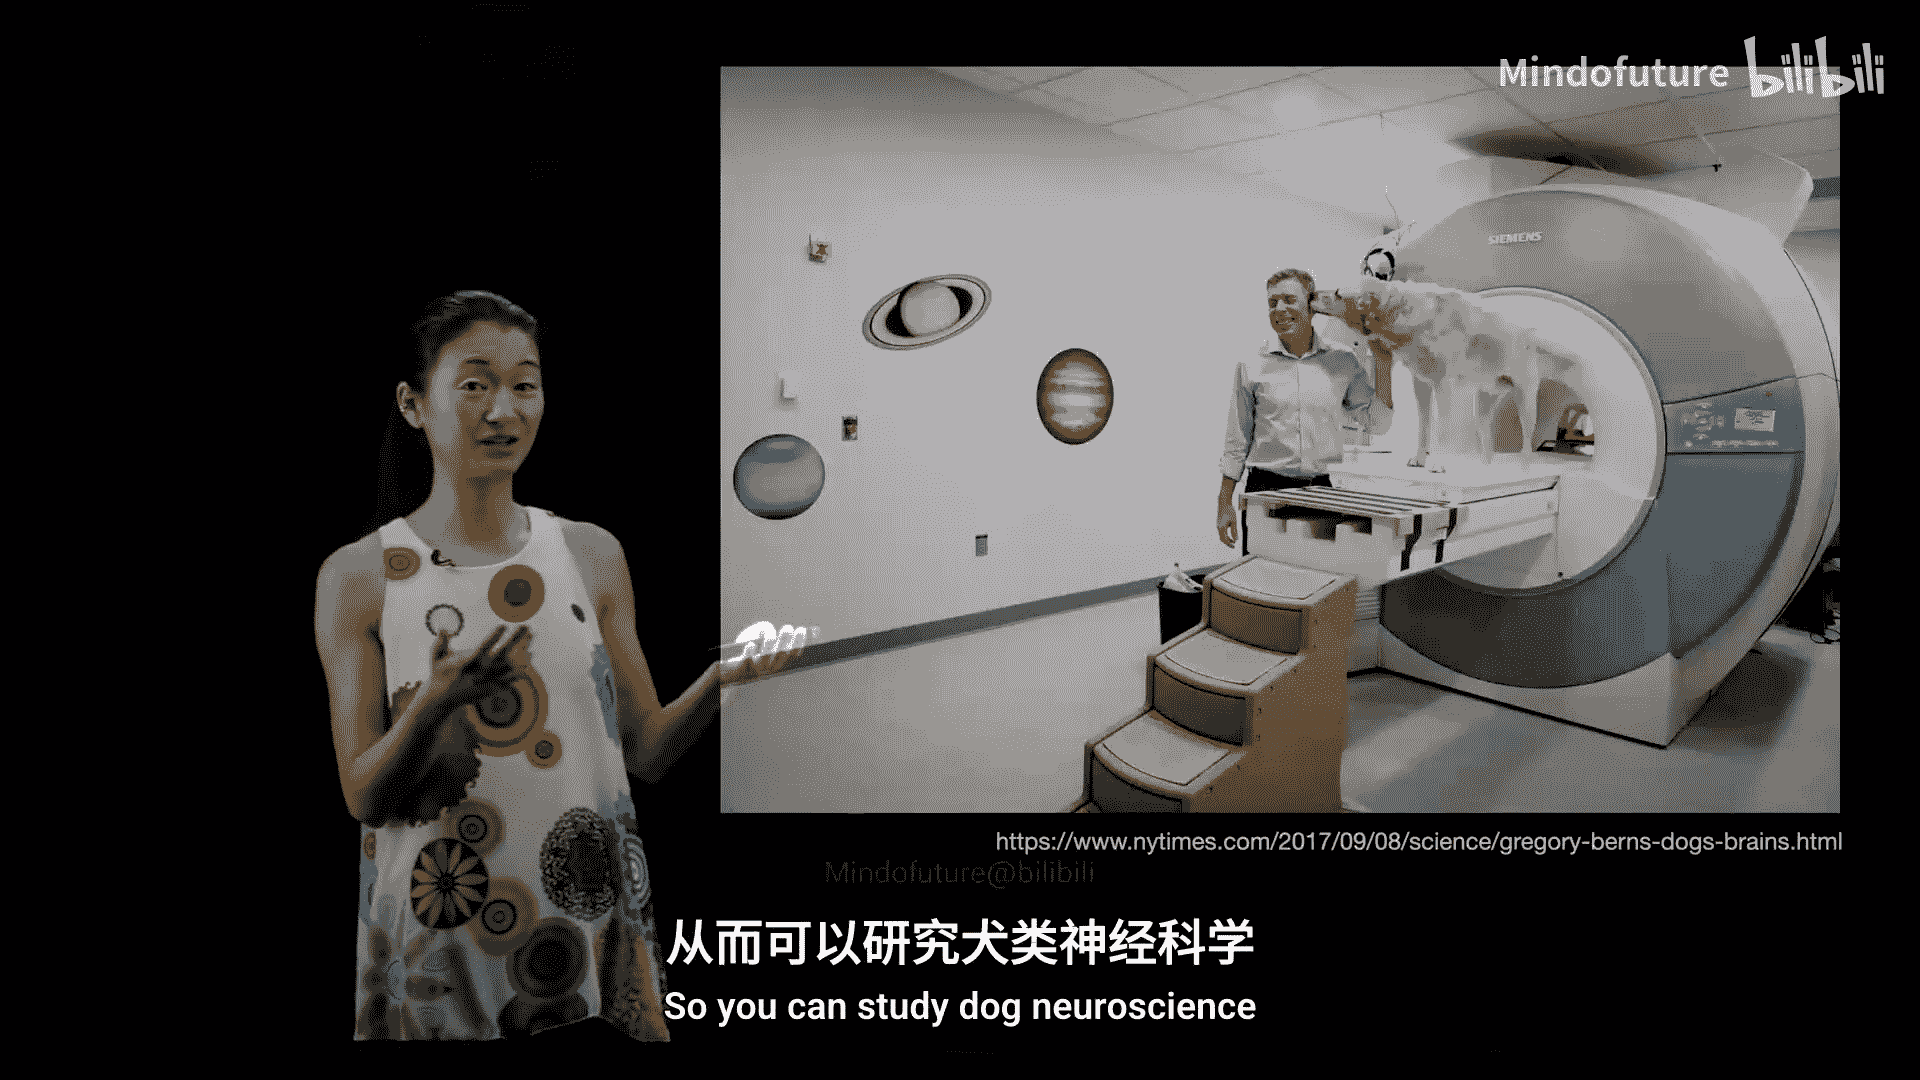 Mindofuture bilibili
SIEMENS
https://www.nytimes.com/2017/09/08/science/gregory-berns-dogs-brains.html
Mindofuture@bilibili
从而可以研究犬类神经科学
So you can study dog neuroscience